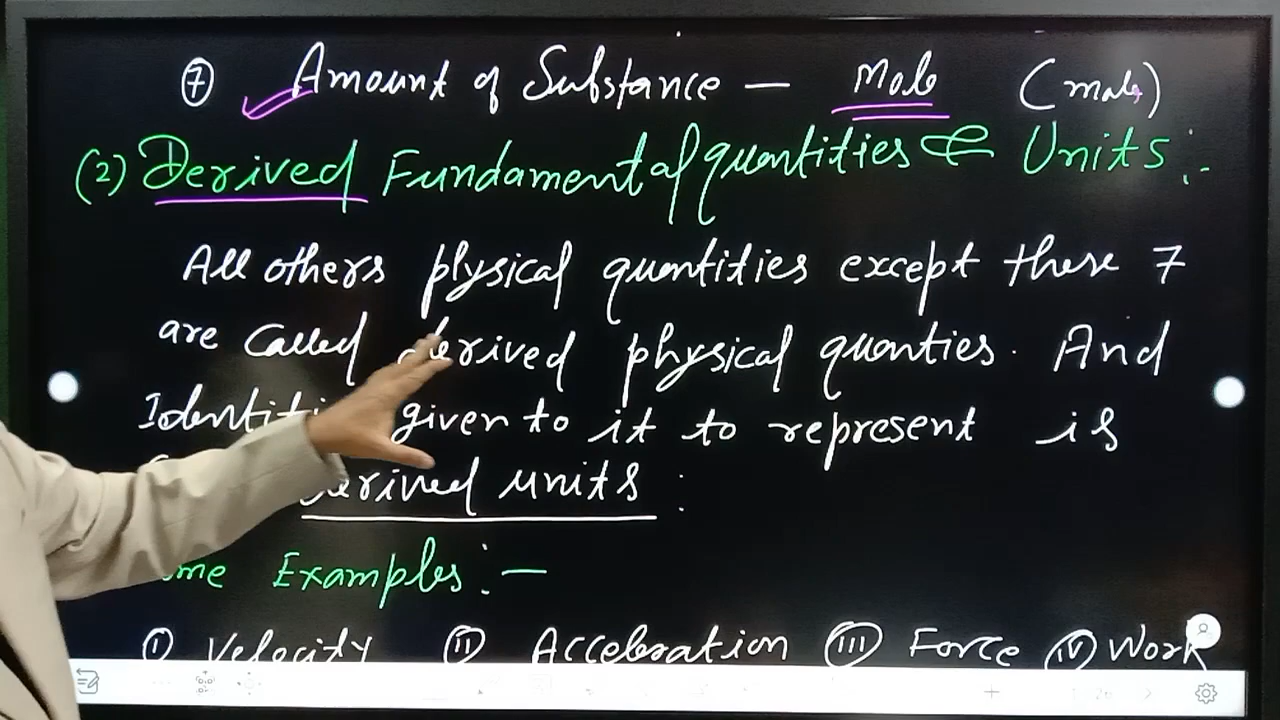 ⑦ Amount of Substance — Mole (mole)
(2) Derived Fundamental quantities & Units :-
All others physical quantities except these 7
are called derived physical quanties. And
given to it to represent is
derived units :
Examples :-
(i) Velocity (ii) Acceleration (iii) Force (iv) Work